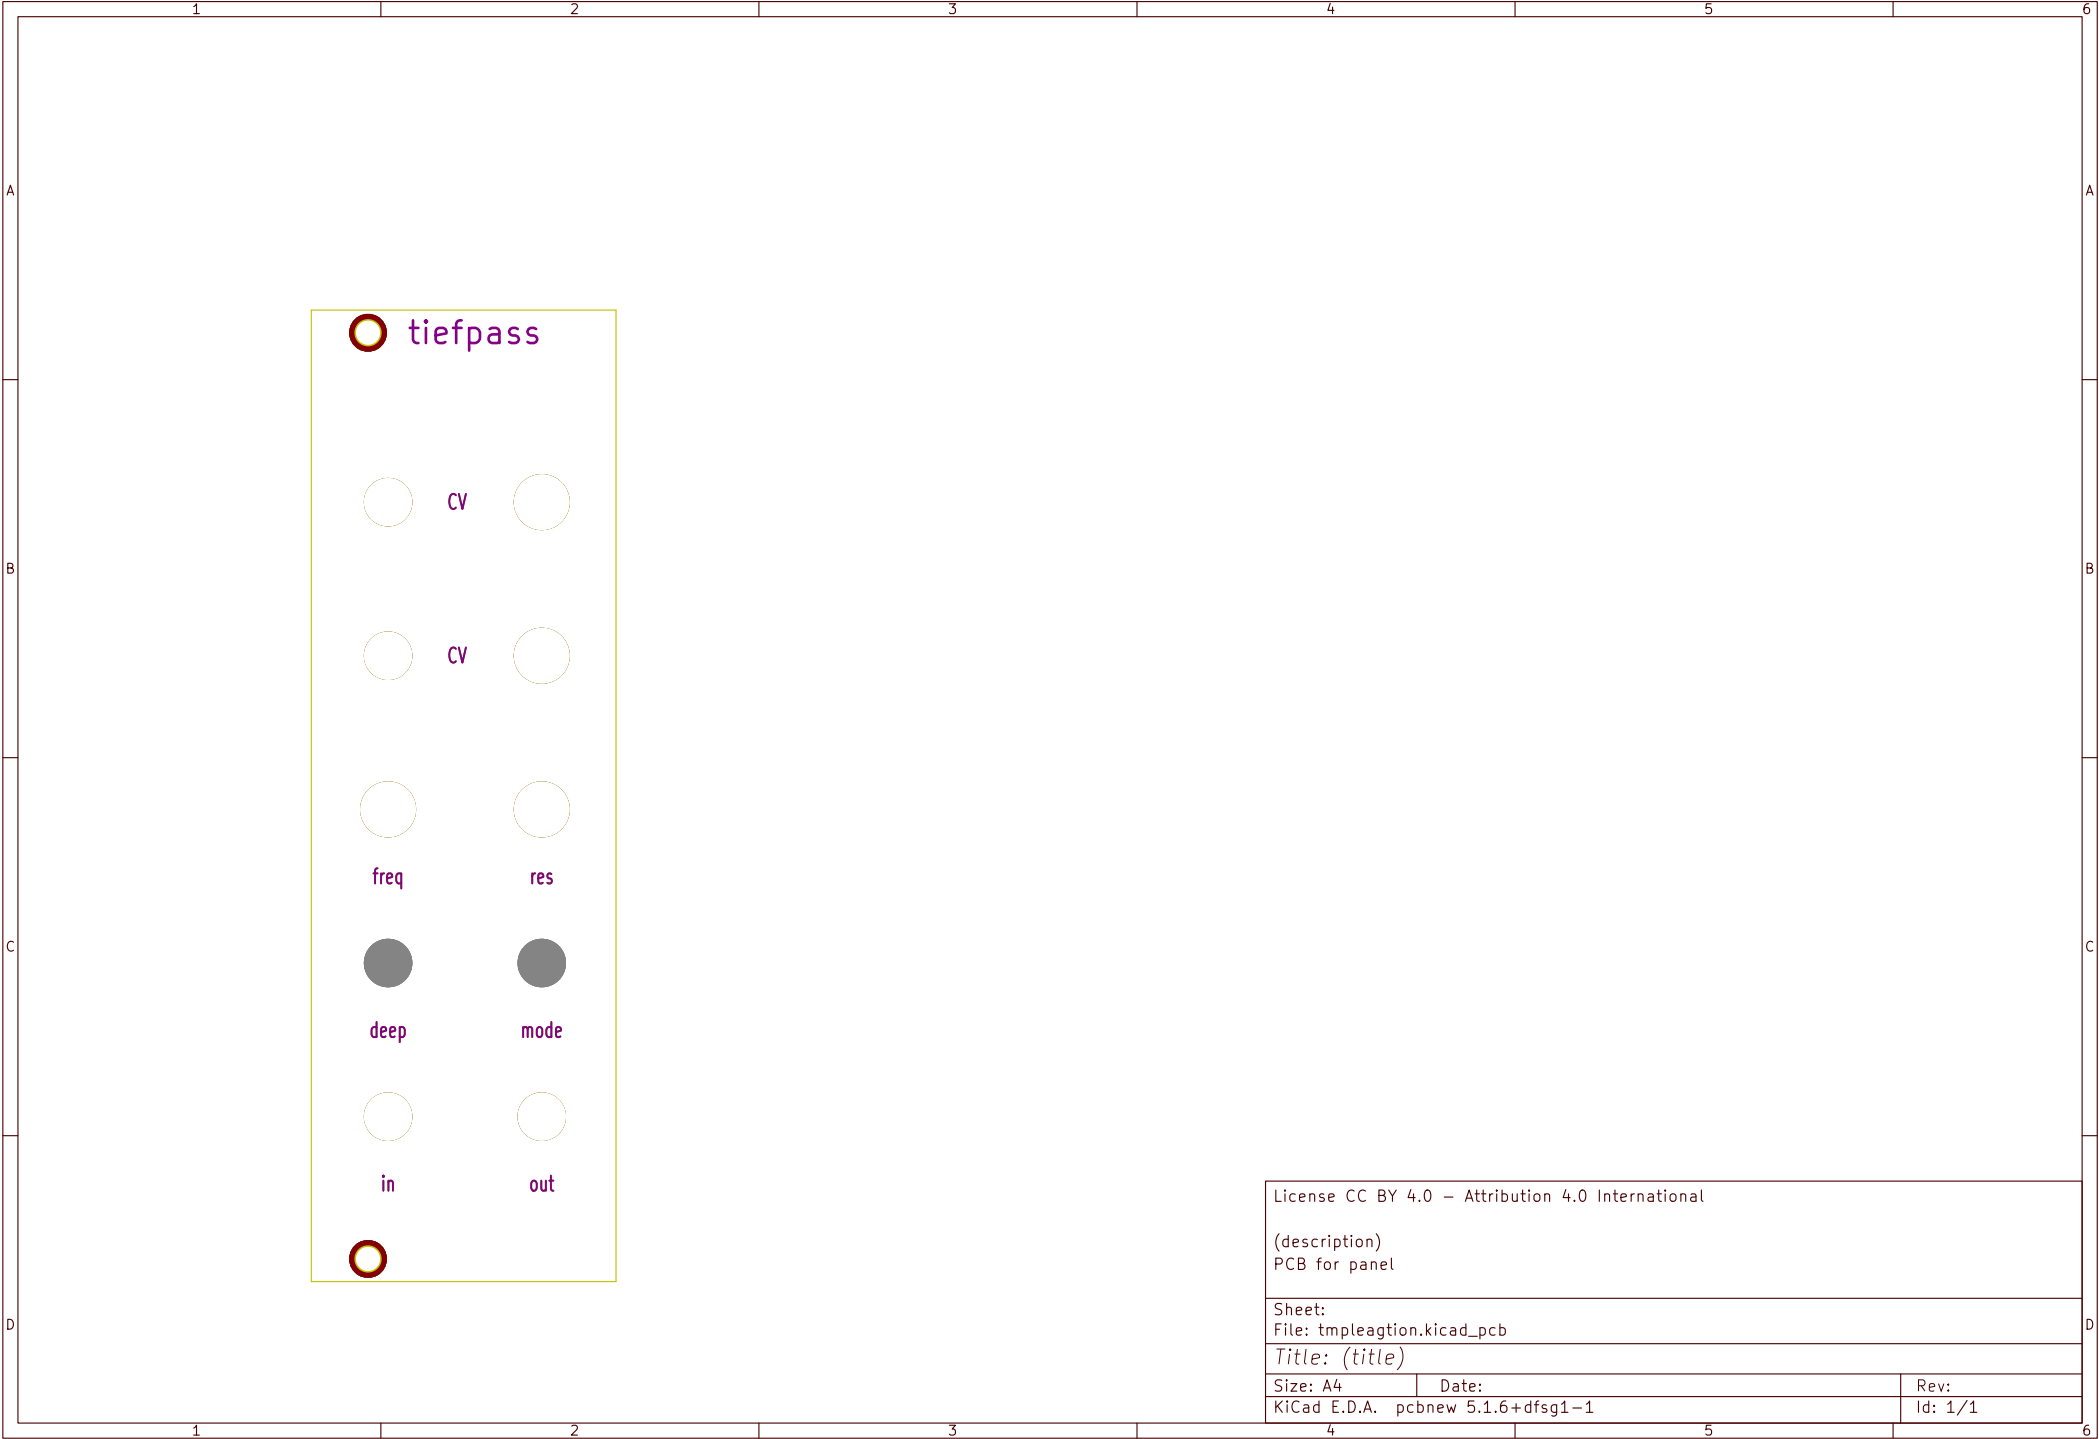 1 2 3 4 5 6
A A
tiefpass
CV
B B
CV
freq res
C C
deep mode
in out
License CC BY 4.0 – Attribution 4.0 International
(description)
PCB for panel
Sheet:
D D
File: tmpleagtion.kicad_pcb
Title: (title)
Size: A4 Date: Rev:
KiCad E.D.A. pcbnew 5.1.6+dfsg1-1 Id: 1/1
1 2 3 4 5 6